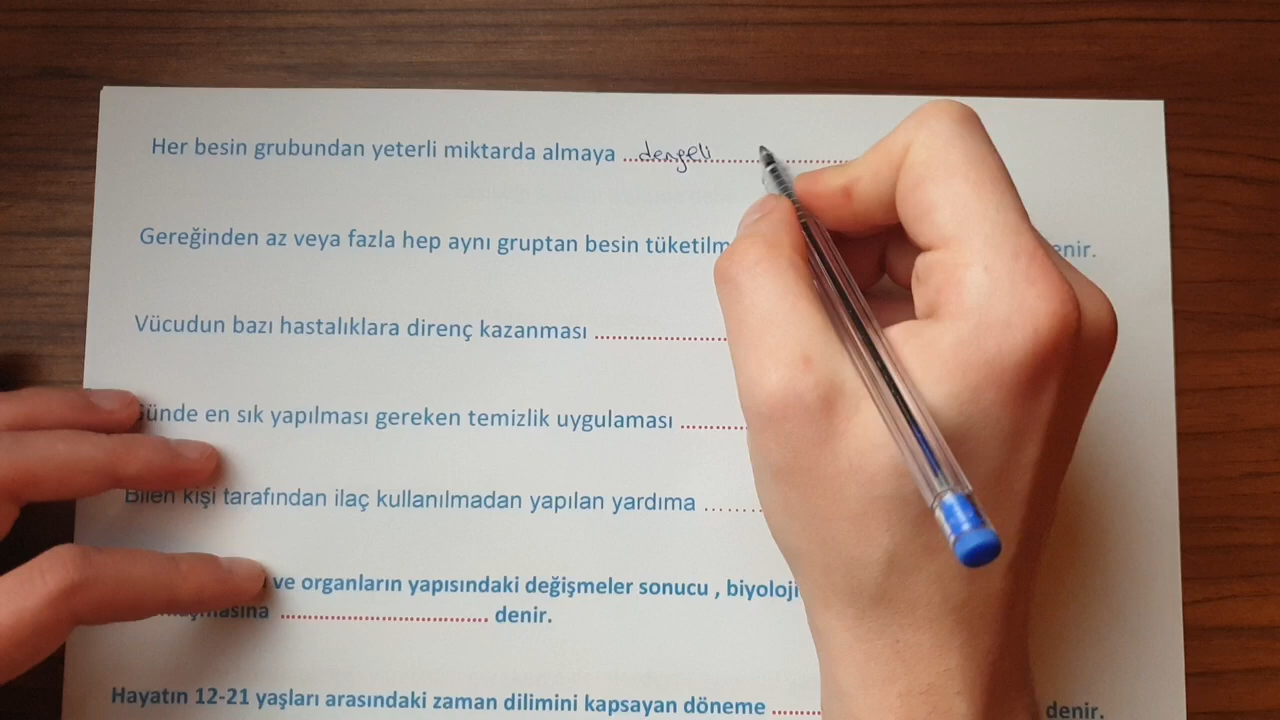 Her besin grubundan yeterli miktarda almaya ...dengeli..................
Gereğinden az veya fazla hep aynı gruptan besin tüketilm enir.
Vücudun bazı hastalıklara direnç kazanması ......................
Günde en sık yapılması gereken temizlik uygulaması ..........
Bilen kişi tarafından ilaç kullanılmadan yapılan yardıma .......
ve organların yapısındaki değişmeler sonucu , biyoloji
masına .................................. denir.
Hayatın 12-21 yaşları arasındaki zaman dilimini kapsayan döneme ......... denir.